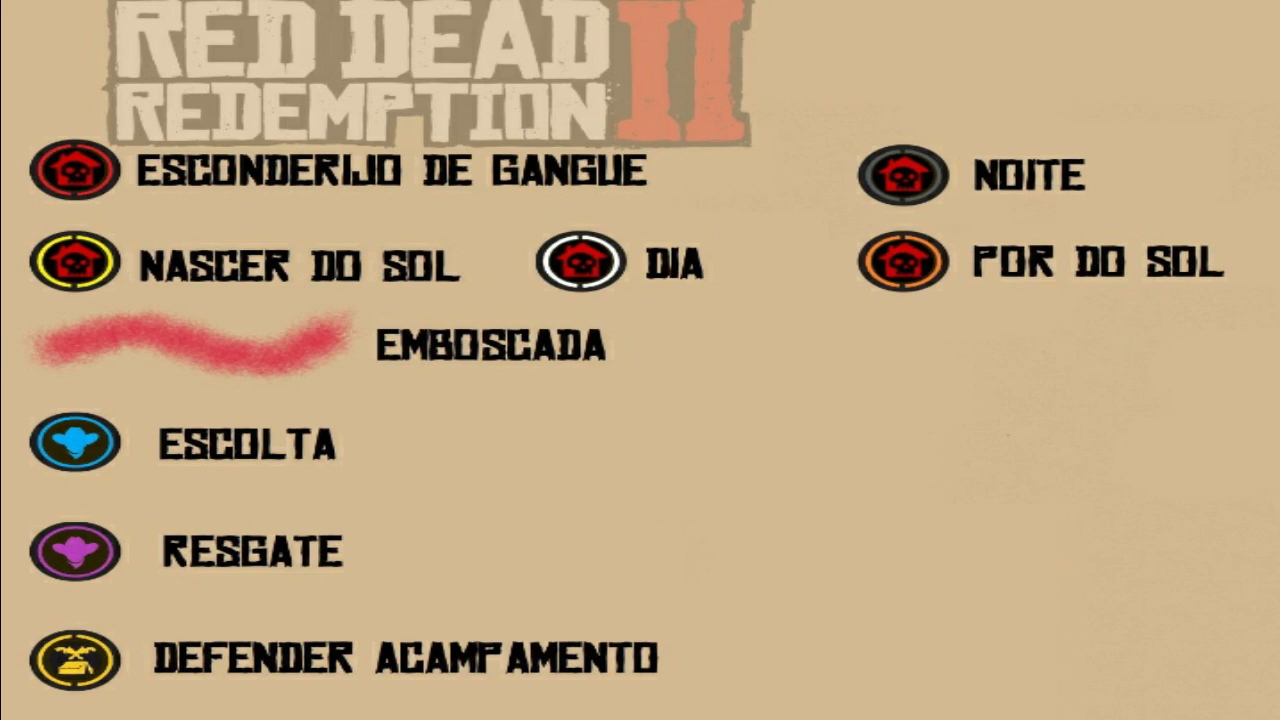 RED DEAD
REDEMPTION II
ESCONDERIJO DE GANGUE
NOITE
NASCER DO SOL
DIA
POR DO SOL
EMBOSCADA
ESCOLTA
RESGATE
DEFENDER ACAMPAMENTO